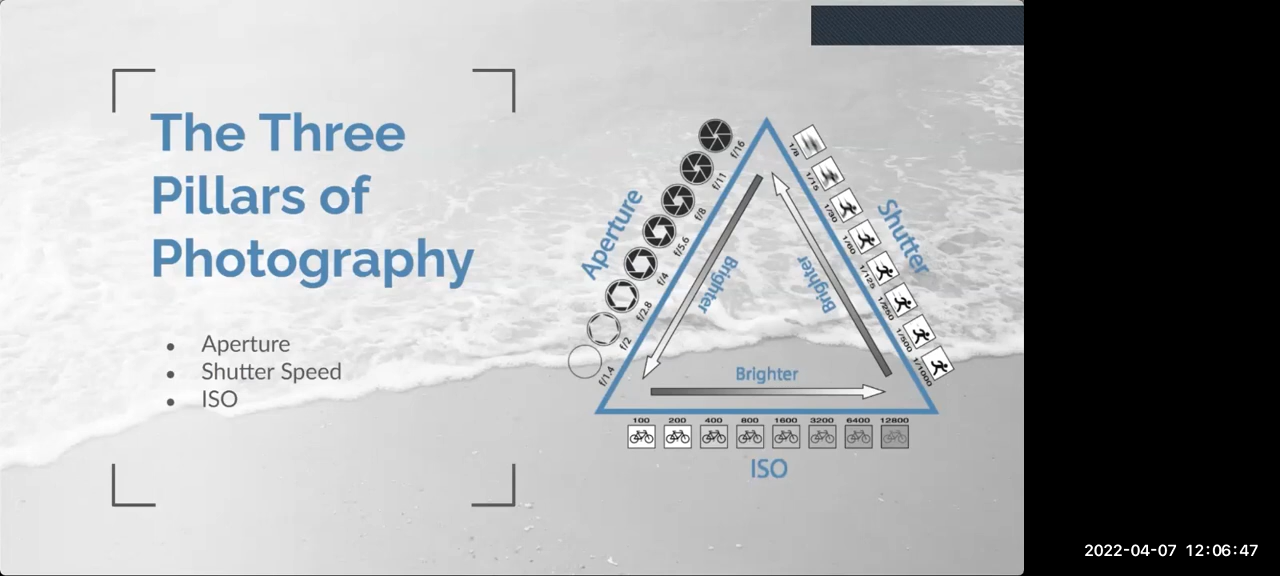 The Three
Pillars of
Photography
Aperture
Shutter Speed
ISO
Aperture
f/16
f/11
f/8
f/5.6
f/4
f/2.8
f/2
f/1.4
Shutter
1/8
1/15
1/30
1/60
1/125
1/250
1/500
1/1000
Brighter
Brighter
Brighter
100 200 400 800 1600 3200 6400 12800
ISO
2022-04-07 12:06:47